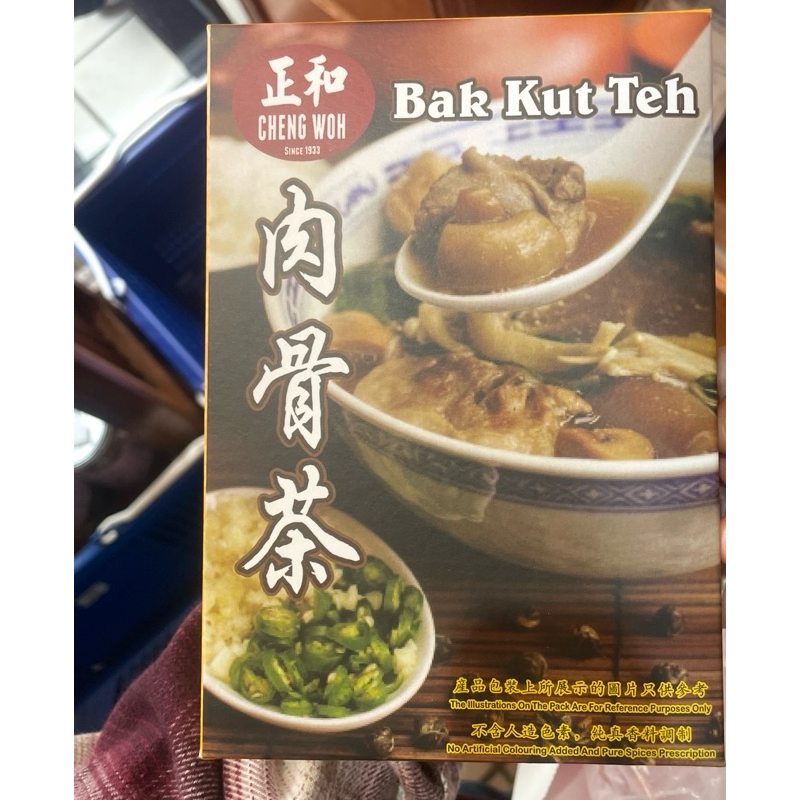 正和
CHENG WOH
SINCE 1933
Bak Kut Teh
肉骨茶
產品包裝上所展示的圖片只供參考
The Illustrations On The Pack Are For Reference Purposes Only
不含人造色素，純真香料調制
No Artificial Colouring Added And Pure Spices Prescription